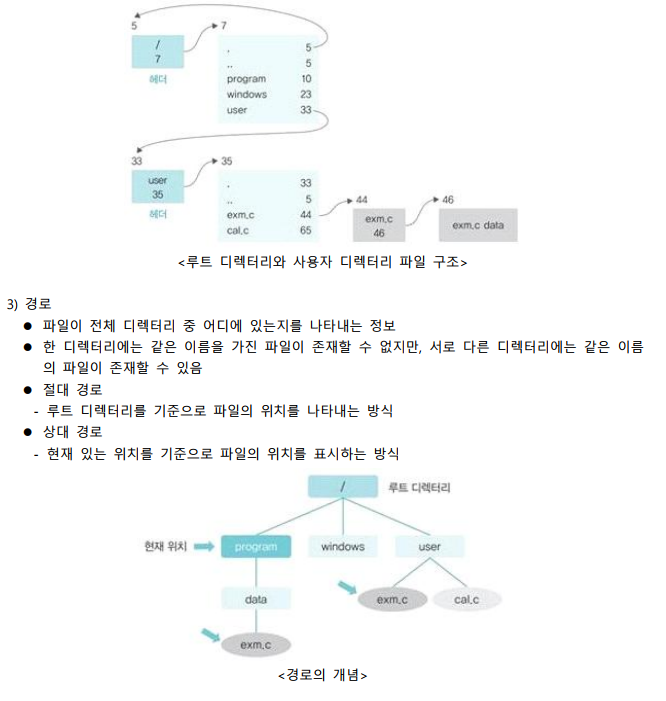 5 7
/ . 5
7 .. 5
헤더 program 10
windows 23
user 33
33 35
user . 33
35 .. 5 44 46
헤더 exm.c 44 exm.c exm.c data
cal.c 65 46
<루트 디렉터리와 사용자 디렉터리 파일 구조>
3) 경로
● 파일이 전체 디렉터리 중 어디에 있는지를 나타내는 정보
● 한 디렉터리에는 같은 이름을 가진 파일이 존재할 수 없지만, 서로 다른 디렉터리에는 같은 이름
의 파일이 존재할 수 있음
● 절대 경로
- 루트 디렉터리를 기준으로 파일의 위치를 나타내는 방식
● 상대 경로
- 현재 있는 위치를 기준으로 파일의 위치를 표시하는 방식
/ 루트 디렉터리
현재 위치 program windows user
data exm.c cal.c
exm.c
<경로의 개념>